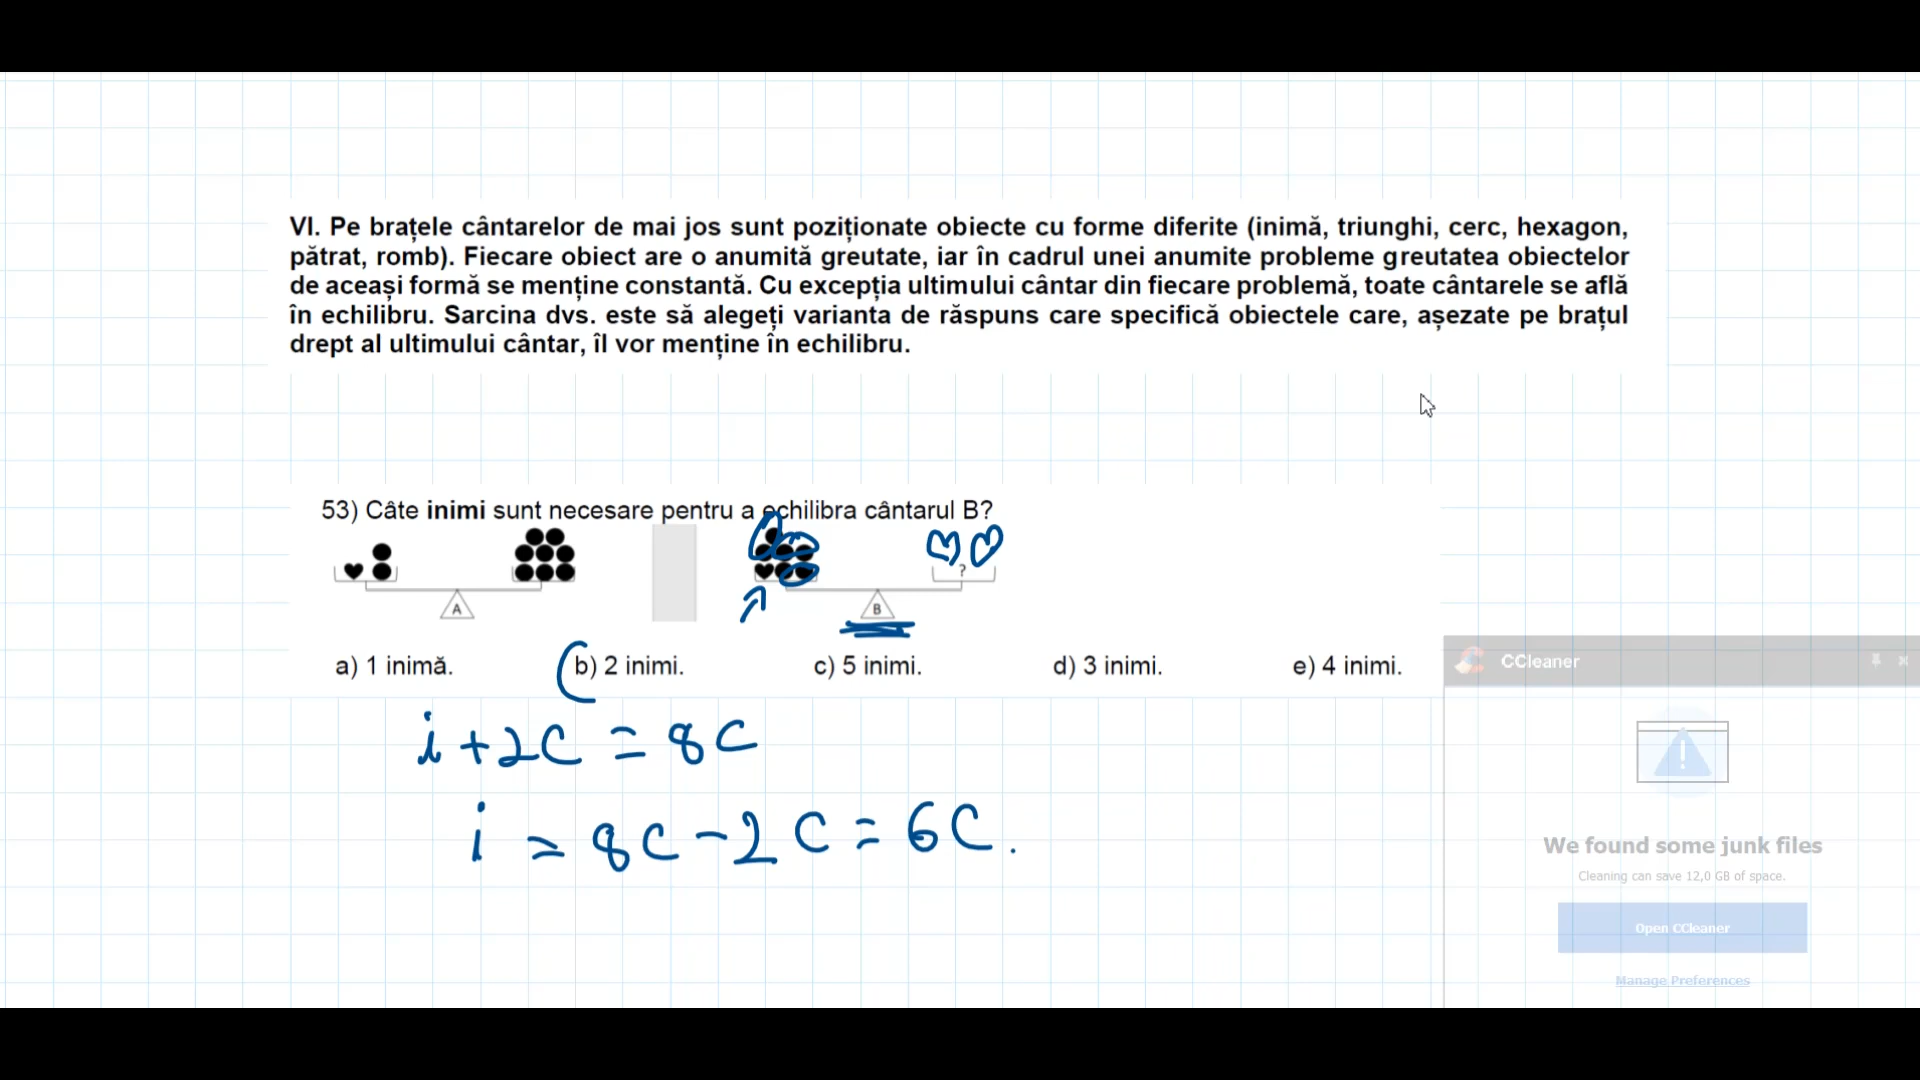 VI. Pe brațele cântarelor de mai jos sunt poziționate obiecte cu forme diferite (inimă, triunghi, cerc, hexagon,
pătrat, romb). Fiecare obiect are o anumită greutate, iar în cadrul unei anumite probleme greutatea obiectelor
de aceași formă se menține constantă. Cu excepția ultimului cântar din fiecare problemă, toate cântarele se află
în echilibru. Sarcina dvs. este să alegeți varianta de răspuns care specifică obiectele care, așezate pe brațul
drept al ultimului cântar, îl vor menține în echilibru.
53) Câte inimi sunt necesare pentru a echilibra cântarul B?
?
A B
a) 1 inimă. b) 2 inimi. c) 5 inimi. d) 3 inimi. e) 4 inimi.
i + 2C = 8C
i = 8C - 2C = 6C.
CCleaner
We found some junk files
Cleaning can save 12,0 GB of space.
Open CCleaner
Manage Preferences